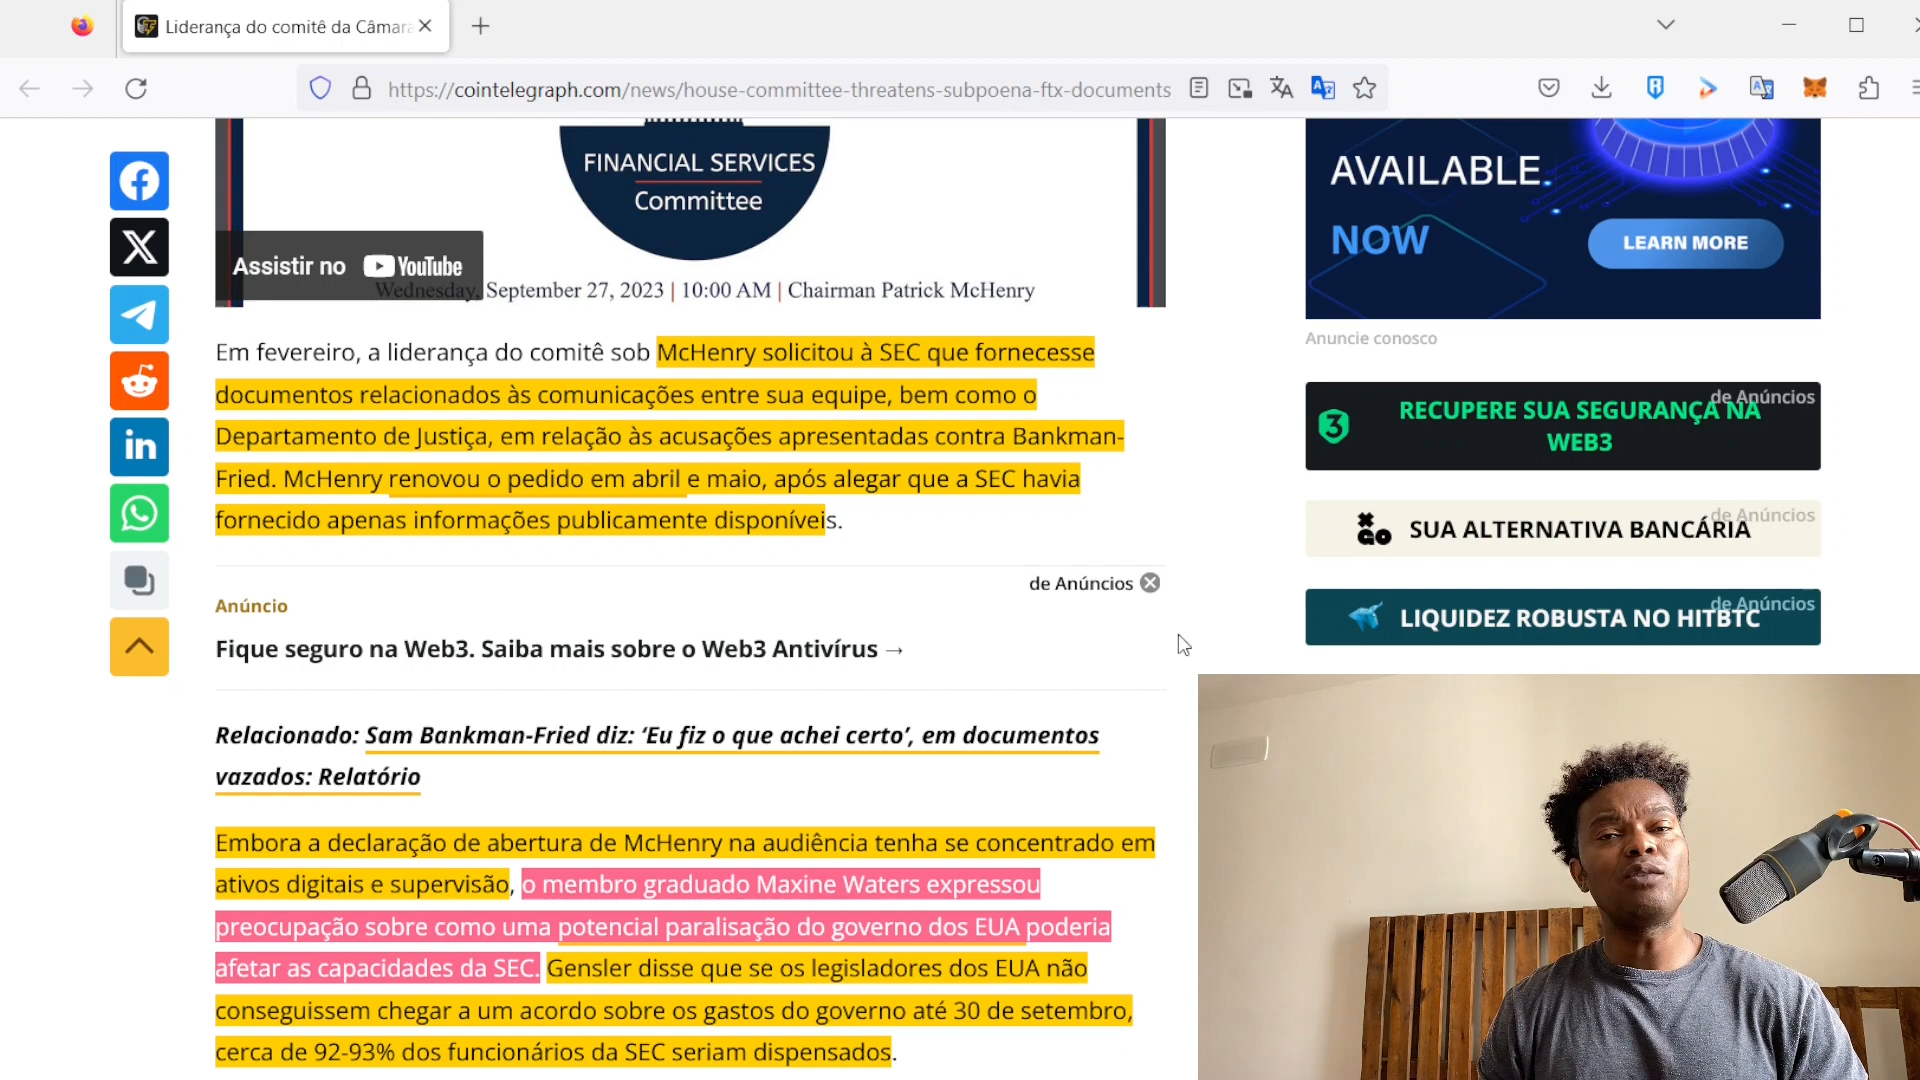 Liderança do comitê da Câmara
https://cointelegraph.com/news/house-committee-threatens-subpoena-ftx-documents
FINANCIAL SERVICES
Committee
Assistir no YouTube
Wednesday, September 27, 2023 | 10:00 AM | Chairman Patrick McHenry
Em fevereiro, a liderança do comitê sob McHenry solicitou à SEC que fornecesse
documentos relacionados às comunicações entre sua equipe, bem como o
Departamento de Justiça, em relação às acusações apresentadas contra Bankman-
Fried. McHenry renovou o pedido em abril e maio, após alegar que a SEC havia
fornecido apenas informações publicamente disponíveis.
de Anúncios
Anúncio
Fique seguro na Web3. Saiba mais sobre o Web3 Antivírus →
Relacionado: Sam Bankman-Fried diz: ‘Eu fiz o que achei certo’, em documentos
vazados: Relatório
Embora a declaração de abertura de McHenry na audiência tenha se concentrado em
ativos digitais e supervisão, o membro graduado Maxine Waters expressou
preocupação sobre como uma potencial paralisação do governo dos EUA poderia
afetar as capacidades da SEC. Gensler disse que se os legisladores dos EUA não
conseguissem chegar a um acordo sobre os gastos do governo até 30 de setembro,
cerca de 92-93% dos funcionários da SEC seriam dispensados.
AVAILABLE
NOW
LEARN MORE
Anuncie conosco
de Anúncios
RECUPERE SUA SEGURANÇA NA
WEB3
de Anúncios
SUA ALTERNATIVA BANCÁRIA
de Anúncios
LIQUIDEZ ROBUSTA NO HITBTC